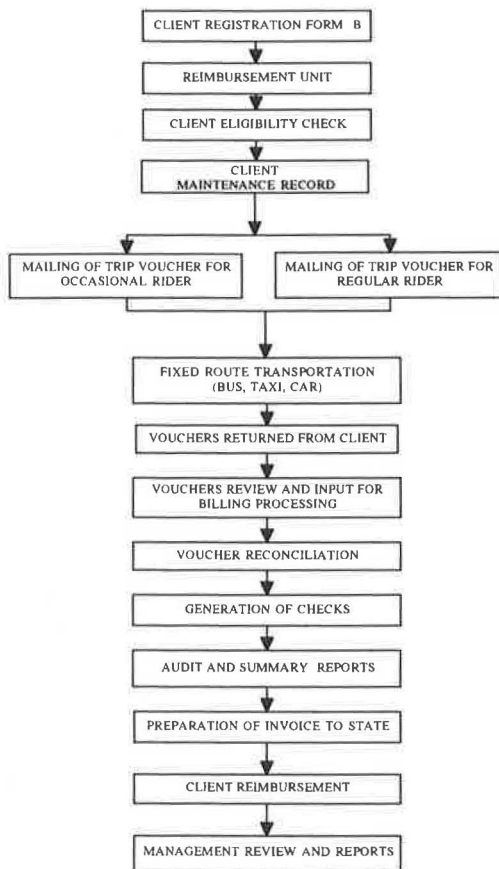 CLIENT REGISTRATION FORM B
REIMBURSEMENT UNIT
CLIENT ELIGIBILITY CHECK
CLIENT
MAINTENANCE RECORD
MAILING OF TRIP VOUCHER FOR
OCCASIONAL RIDER
MAILING OF TRIP VOUCHER FOR
REGULAR RIDER
FIXED ROUTE TRANSPORTATION
(BUS, TAXI, CAR)
VOUCHERS RETURNED FROM CLIENT
VOUCHERS REVIEW AND INPUT FOR
BILLING PROCESSING
VOUCHER RECONCILIATION
GENERATION OF CHECKS
AUDIT AND SUMMARY REPORTS
PREPARATION OF INVOICE TO STATE
CLIENT REIMBURSEMENT
MANAGEMENT REVIEW AND REPORTS